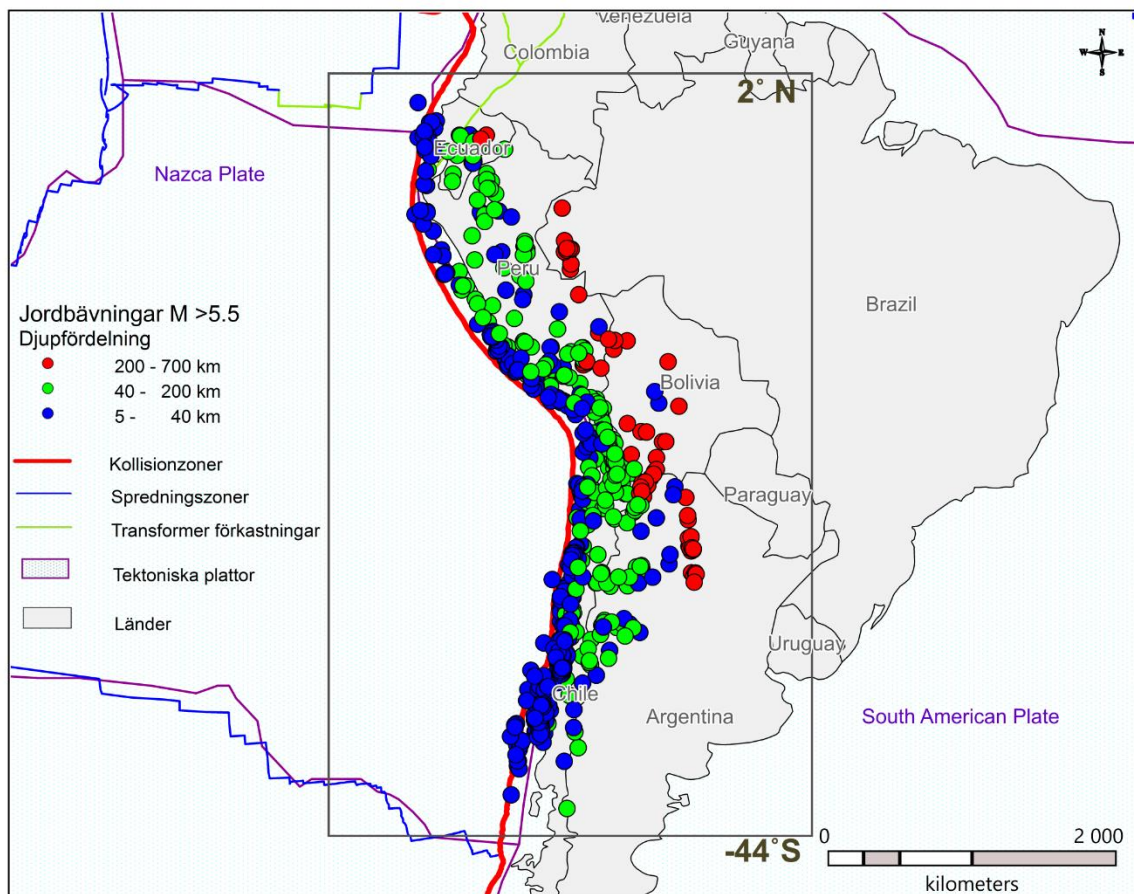 Venezuela
Colombia
Guyana
N
W E
S
2° N
Ecuador
Nazca Plate
Peru
Brazil
Jordbävningar M >5.5
Djupfördelning
200 - 700 km
40 - 200 km
5 - 40 km
Bolivia
Kollisionzoner
Spredningszoner
Paraguay
Transformer förkastningar
Tektoniska plattor
Länder
Uruguay
Chile
Argentina
South American Plate
-44°S
0 2 000
kilometers